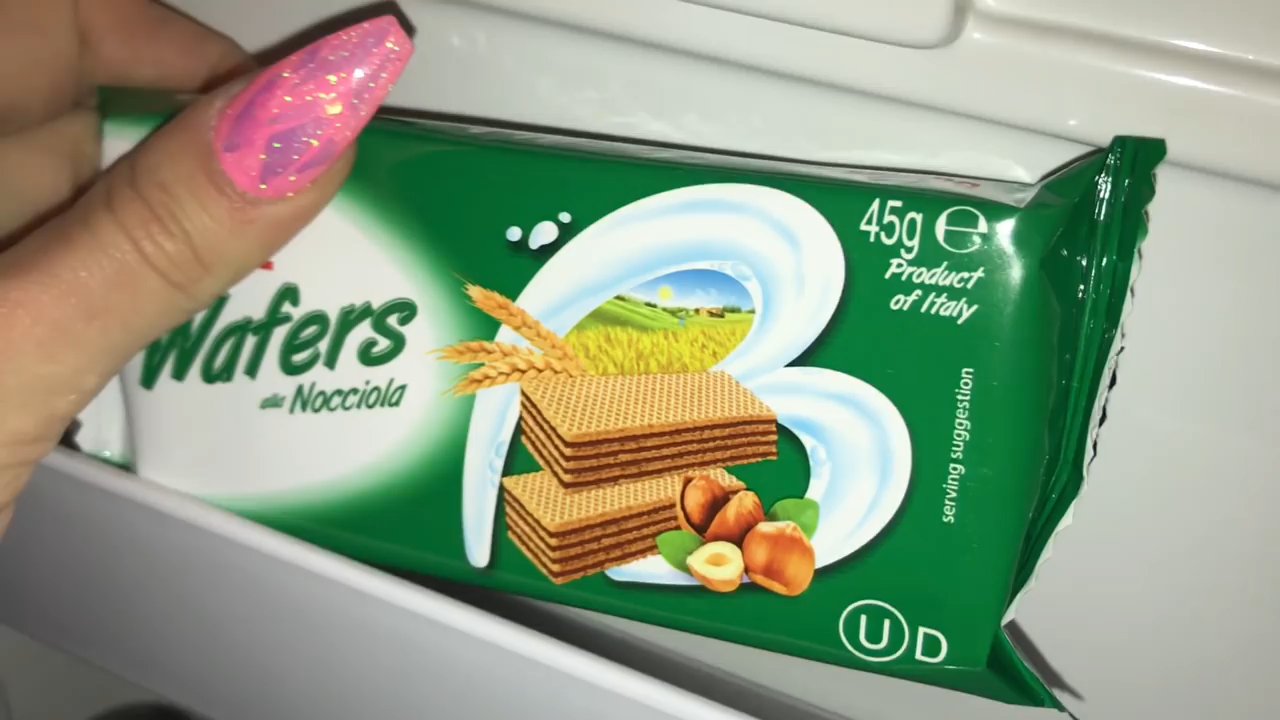 Wafers
alla Nocciola
45g ℮
Product
of Italy
serving suggestion
U D